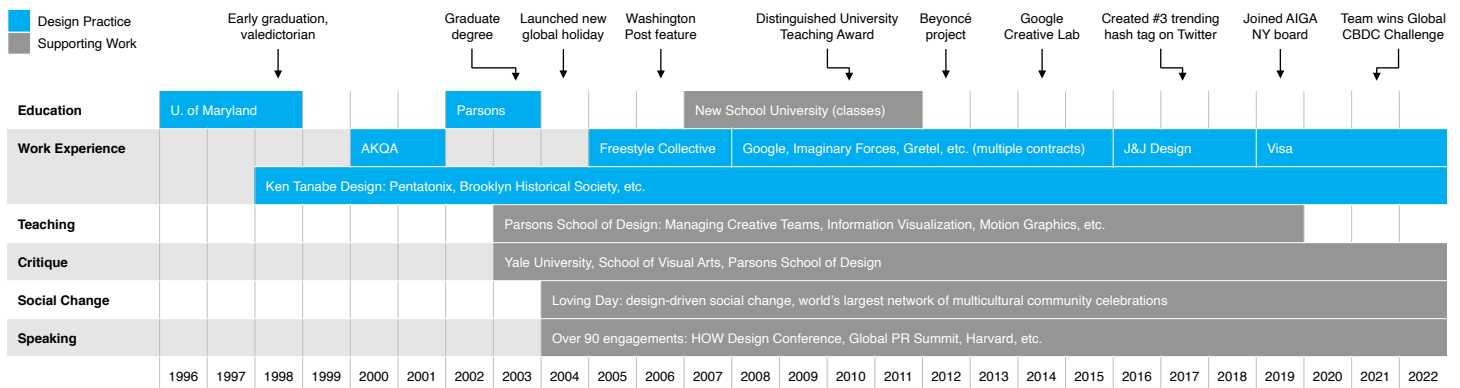 Design Practice
Supporting Work
Early graduation,
valedictorian
Graduate
degree
Launched new
global holiday
Washington
Post feature
Distinguished University
Teaching Award
Beyoncé
project
Google
Creative Lab
Created #3 trending
hash tag on Twitter
Joined AIGA
NY board
Team wins Global
CBDC Challenge
Education
U. of Maryland
Parsons
New School University (classes)
Work Experience
AKQA
Freestyle Collective
Google, Imaginary Forces, Gretel, etc. (multiple contracts)
J&J Design
Visa
Ken Tanabe Design: Pentatonix, Brooklyn Historical Society, etc.
Teaching
Parsons School of Design: Managing Creative Teams, Information Visualization, Motion Graphics, etc.
Critique
Yale University, School of Visual Arts, Parsons School of Design
Social Change
Loving Day: design-driven social change, world’s largest network of multicultural community celebrations
Speaking
Over 90 engagements: HOW Design Conference, Global PR Summit, Harvard, etc.
1996 1997 1998 1999 2000 2001 2002 2003 2004 2005 2006 2007 2008 2009 2010 2011 2012 2013 2014 2015 2016 2017 2018 2019 2020 2021 2022